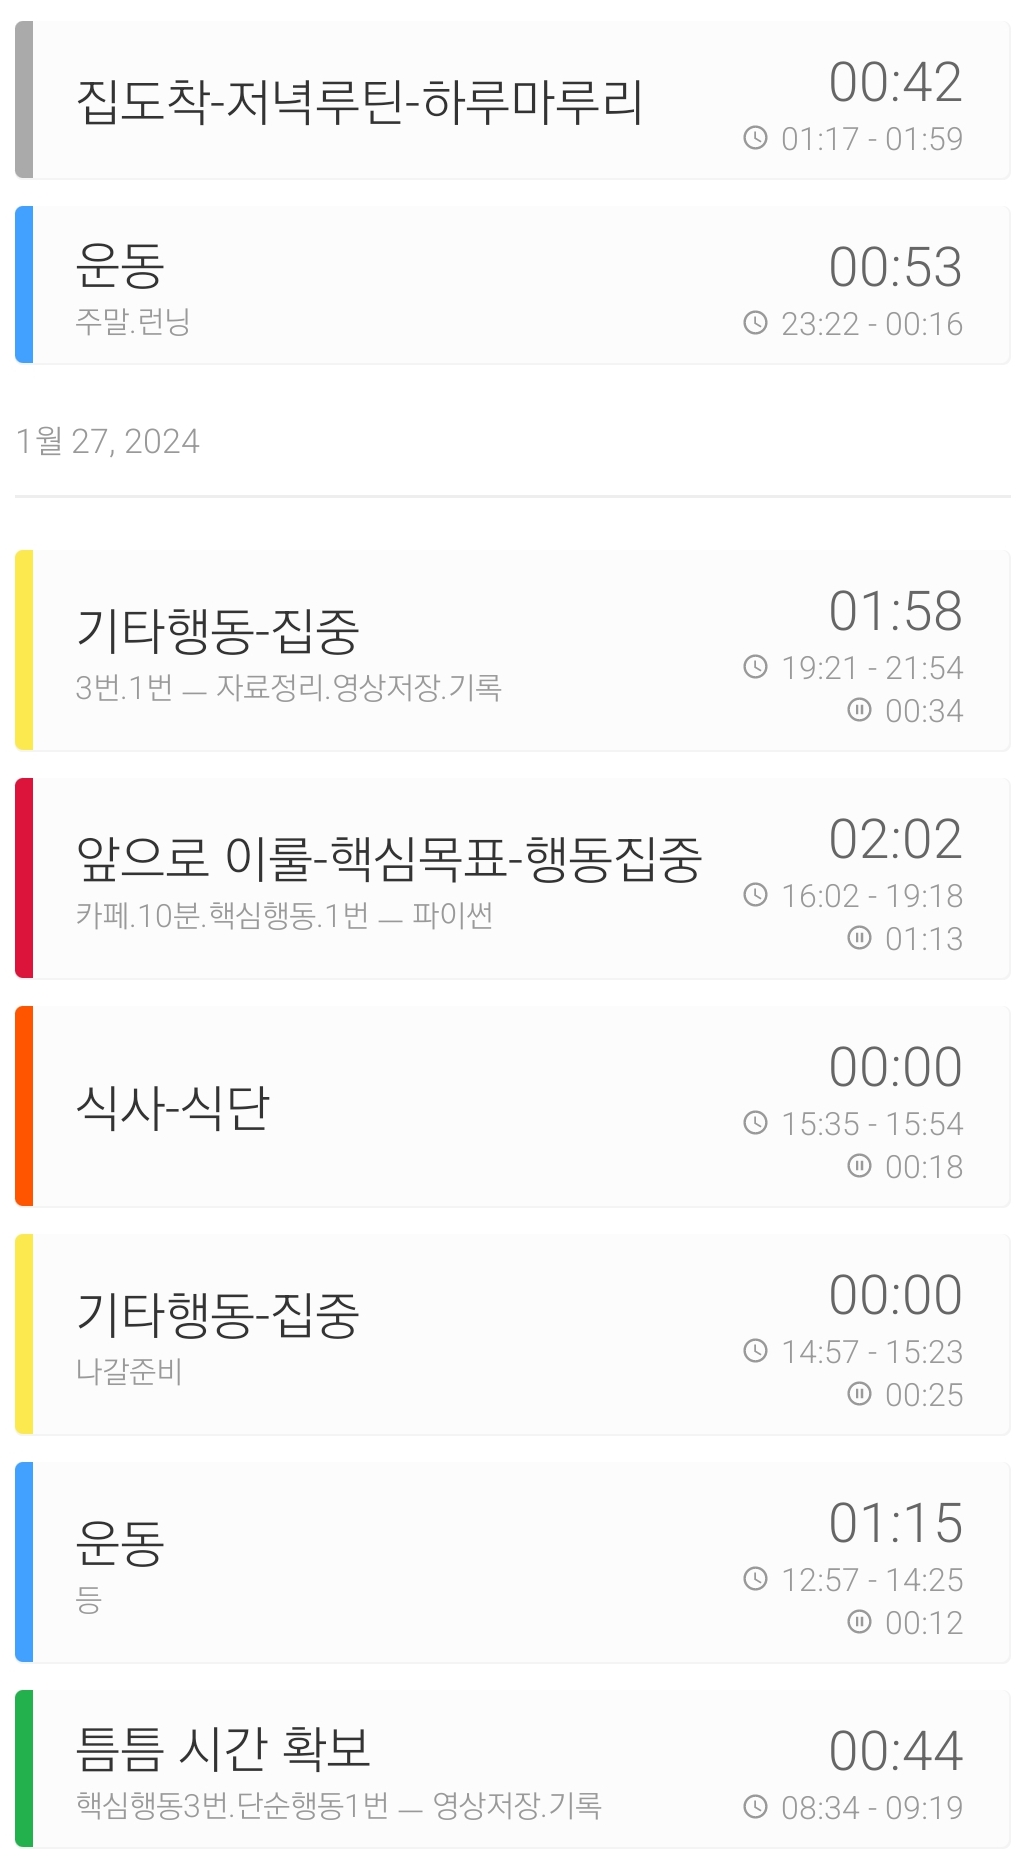 집도착-저녁루틴-하루마루리
00:42
01:17 - 01:59
운동
주말.런닝
00:53
23:22 - 00:16
1월 27, 2024
기타행동-집중
3번.1번 — 자료정리.영상저장.기록
01:58
19:21 - 21:54
00:34
앞으로 이룰-핵심목표-행동집중
카페.10분.핵심행동.1번 — 파이썬
02:02
16:02 - 19:18
01:13
식사-식단
00:00
15:35 - 15:54
00:18
기타행동-집중
나갈준비
00:00
14:57 - 15:23
00:25
운동
등
01:15
12:57 - 14:25
00:12
틈틈 시간 확보
핵심행동3번.단순행동1번 — 영상저장.기록
00:44
08:34 - 09:19